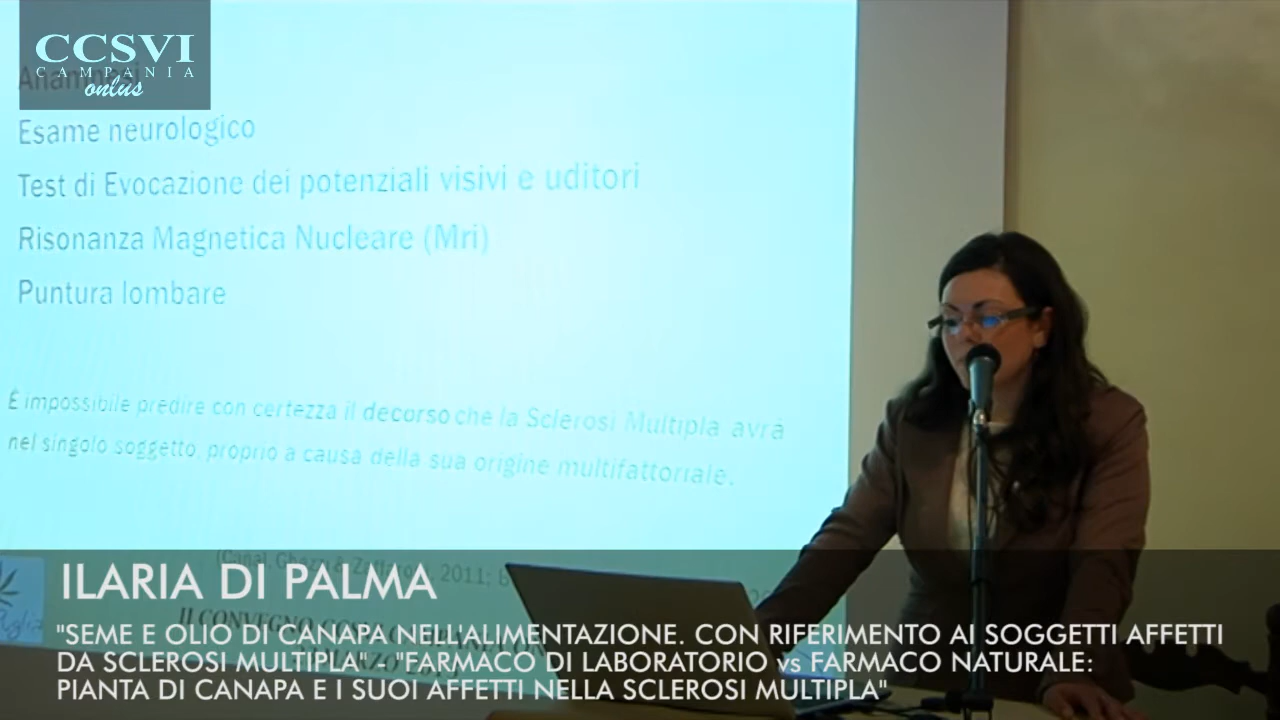 CCSVI
CAMPANIA
onlus
Esame neurologico
Test di Evocazione dei potenziali visivi e uditori
Risonanza Magnetica Nucleare (Mri)
Puntura lombare
È impossibile predire con certezza il decorso che la Sclerosi Multipla avrà
nel singolo soggetto, proprio a causa della sua origine multifattoriale.
2011;
II CONVEGNO
ILARIA DI PALMA
"SEME E OLIO DI CANAPA NELL'ALIMENTAZIONE. CON RIFERIMENTO AI SOGGETTI AFFETTI
DA SCLEROSI MULTIPLA" - "FARMACO DI LABORATORIO vs FARMACO NATURALE:
PIANTA DI CANAPA E I SUOI AFFETTI NELLA SCLEROSI MULTIPLA"